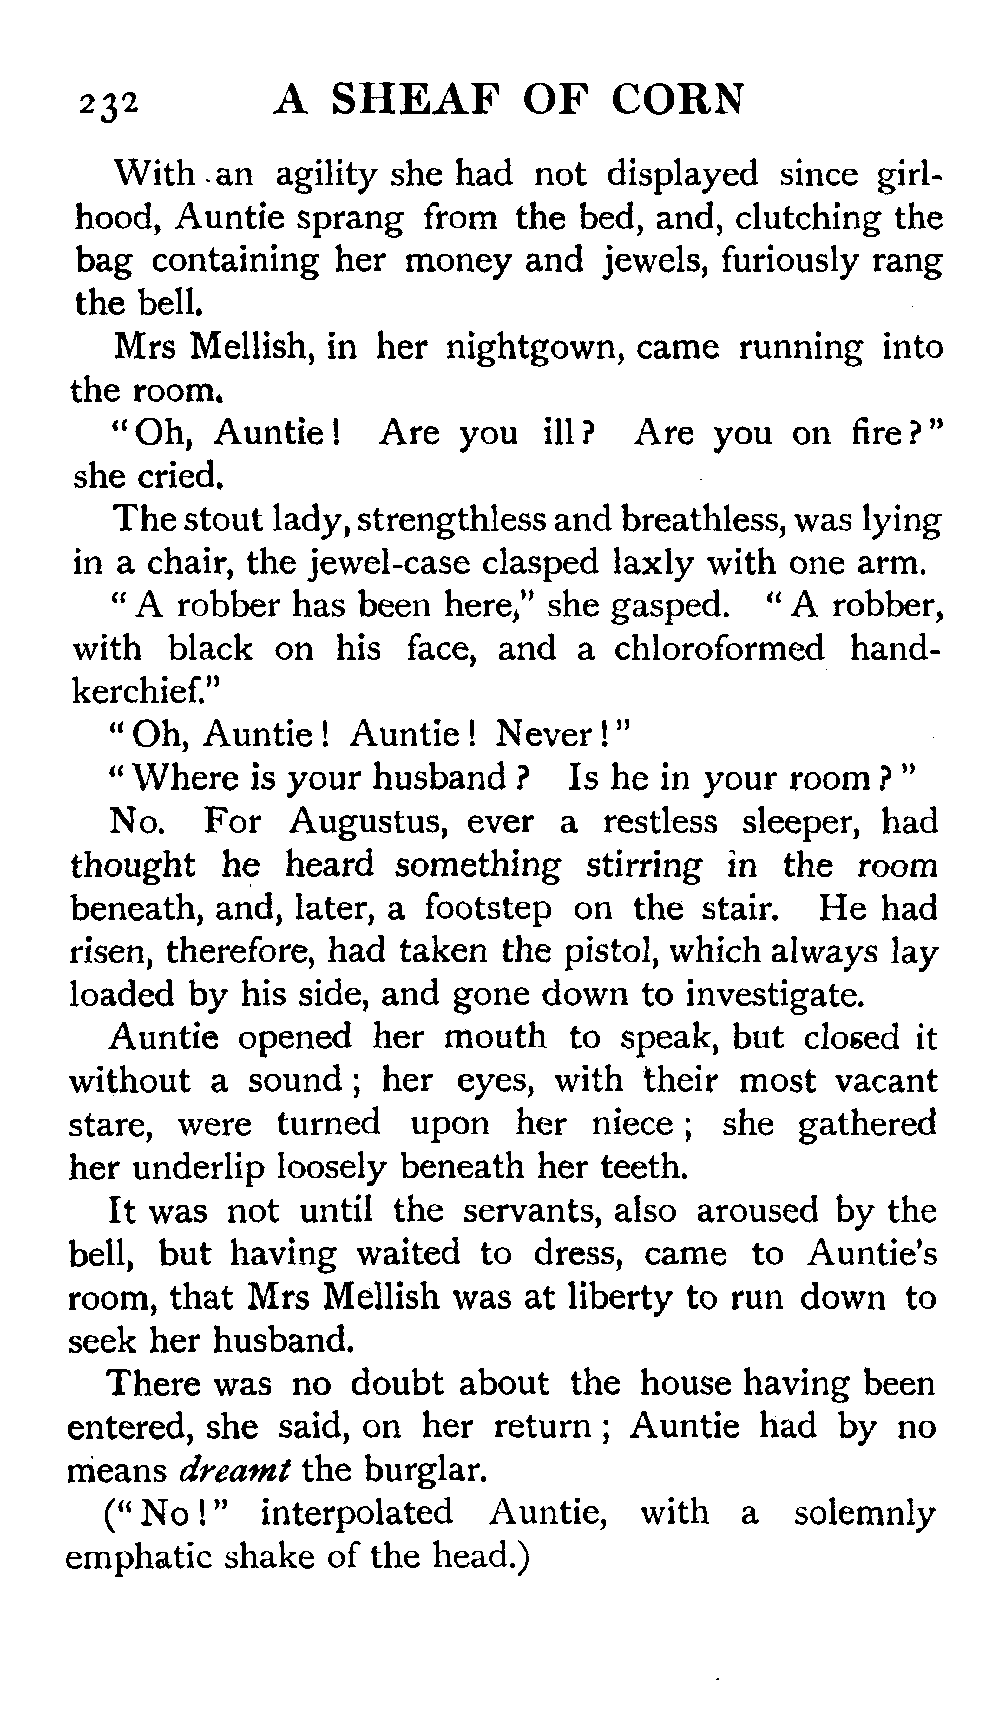 232 A SHEAF OF CORN
With an agility she had not displayed since girl-
hood, Auntie sprang from the bed, and, clutching the
bag containing her money and jewels, furiously rang
the bell.
Mrs Mellish, in her nightgown, came running into
the room.
"Oh, Auntie! Are you ill? Are you on fire?"
she cried.
The stout lady, strengthless and breathless, was lying
in a chair, the jewel-case clasped laxly with one arm.
"A robber has been here," she gasped. "A robber,
with black on his face, and a chloroformed hand-
kerchief."
"Oh, Auntie! Auntie! Never!"
"Where is your husband? Is he in your room?"
No. For Augustus, ever a restless sleeper, had
thought he heard something stirring in the room
beneath, and, later, a footstep on the stair. He had
risen, therefore, had taken the pistol, which always lay
loaded by his side, and gone down to investigate.
Auntie opened her mouth to speak, but closed it
without a sound; her eyes, with their most vacant
stare, were turned upon her niece; she gathered
her underlip loosely beneath her teeth.
It was not until the servants, also aroused by the
bell, but having waited to dress, came to Auntie's
room, that Mrs Mellish was at liberty to run down to
seek her husband.
There was no doubt about the house having been
entered, she said, on her return; Auntie had by no
means dreamt the burglar.
("No!" interpolated Auntie, with a solemnly
emphatic shake of the head.)